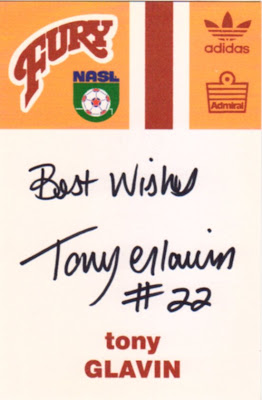 FURY
NASL
adidas
Admiral
Best Wishes
Tony Glavin
#22
tony
GLAVIN